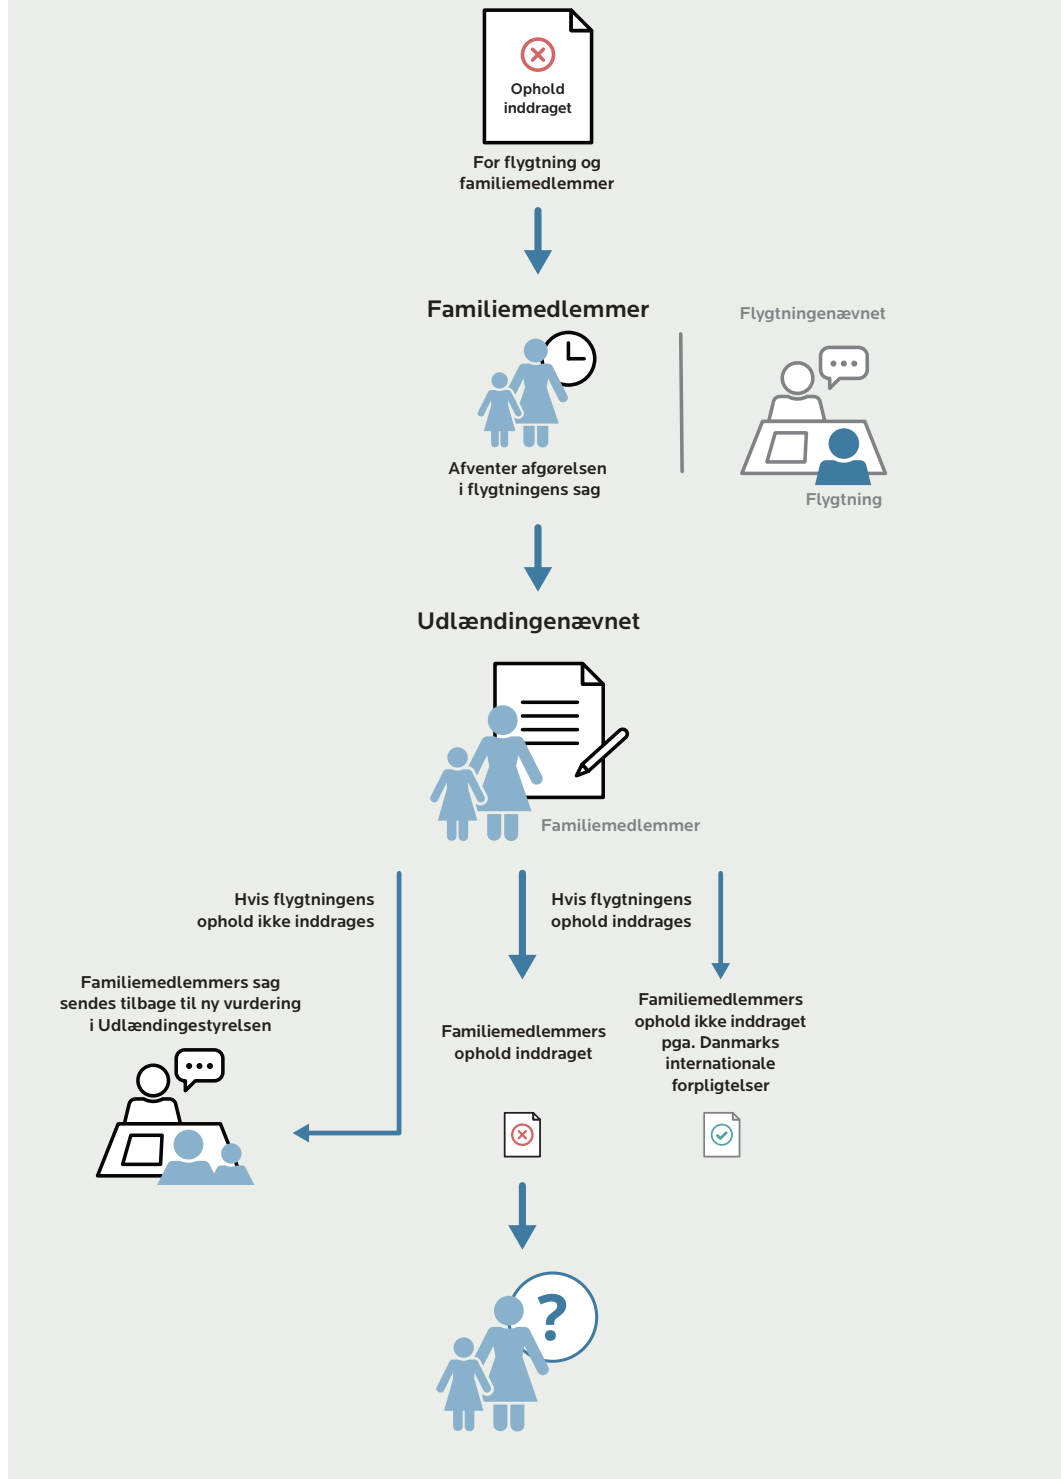 Ophold
inddraget
For flygtning og
familiemedlemmer
Familiemedlemmer
Afventer afgørelsen
i flygtningens sag
Flygtningenævnet
Flygtning
Udlændingenævnet
Familiemedlemmer
Hvis flygtningens
ophold ikke inddrages
Familiemedlemmers sag
sendes tilbage til ny vurdering
i Udlændingestyrelsen
Hvis flygtningens
ophold inddrages
Familiemedlemmers
ophold inddraget
Familiemedlemmers
ophold ikke inddraget
pga. Danmarks
internationale
forpligtelser
?